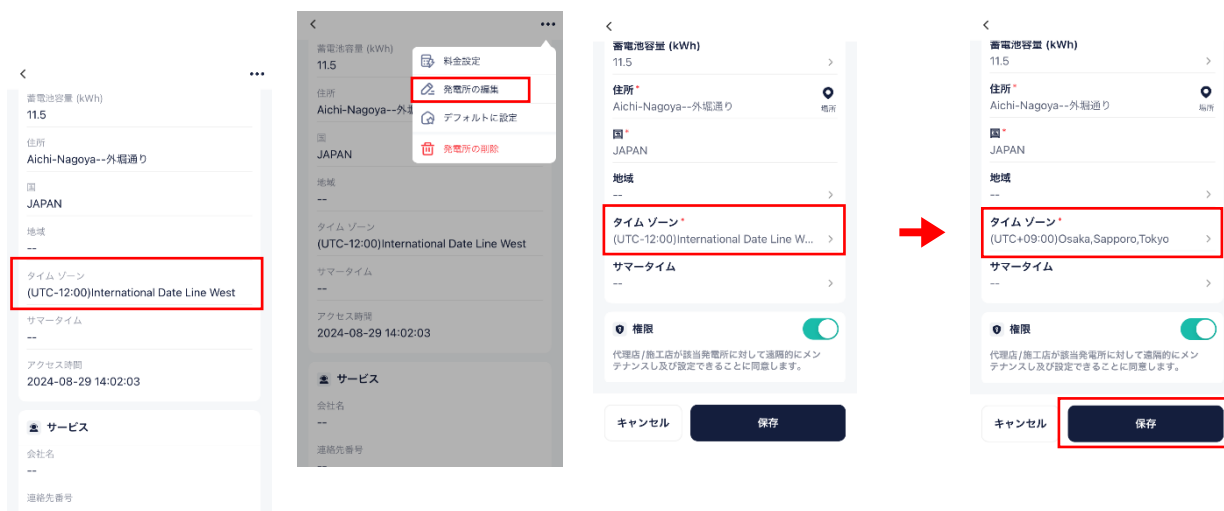 蓄電池容量 (kWh)
11.5
住所
Aichi-Nagoya--外堀通り
国
JAPAN
地域
--
タイム ゾーン
(UTC-12:00)International Date Line West
サマータイム
--
アクセス時間
2024-08-29 14:02:03
サービス
会社名
--
連絡先番号
蓄電池容量 (kWh)
11.5
住所
Aichi-Nagoya--外堀
国
JAPAN
地域
--
タイム ゾーン
(UTC-12:00)International Date Line West
サマータイム
--
アクセス時間
2024-08-29 14:02:03
サービス
会社名
--
連絡先番号
--
料金設定
発電所の編集
デフォルトに設定
発電所の削除
蓄電池容量 (kWh)
11.5
住所*
Aichi-Nagoya--外堀通り
場所
国*
JAPAN
地域
--
タイム ゾーン*
(UTC-12:00)International Date Line W...
サマータイム
--
権限
代理店/施工店が該当発電所に対して遠隔的にメン
テナンスし及び設定できることに同意します。
キャンセル
保存
蓄電池容量 (kWh)
11.5
住所*
Aichi-Nagoya--外堀通り
場所
国*
JAPAN
地域
--
タイム ゾーン*
(UTC+09:00)Osaka,Sapporo,Tokyo
サマータイム
--
権限
代理店/施工店が該当発電所に対して遠隔的にメン
テナンスし及び設定できることに同意します。
キャンセル
保存